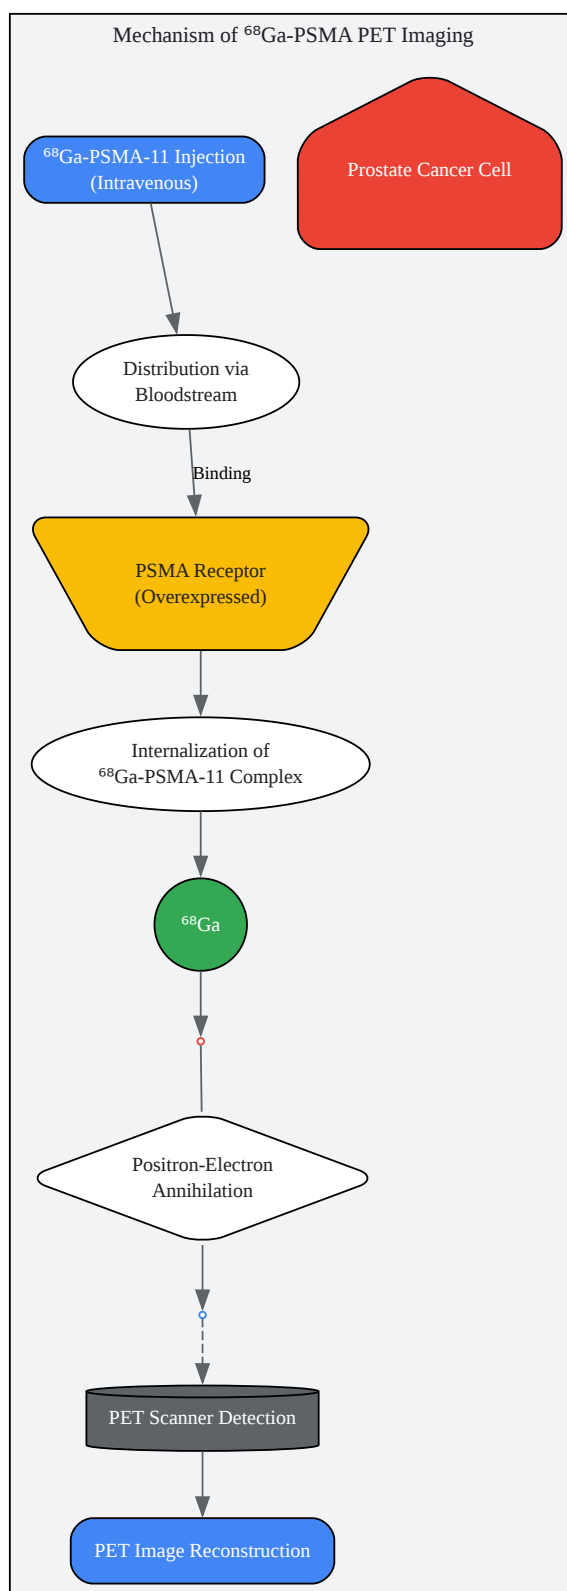 Mechanism of ⁶⁸Ga-PSMA PET Imaging
⁶⁸Ga-PSMA-11 Injection
(Intravenous)
Prostate Cancer Cell
Distribution via
Bloodstream
Binding
PSMA Receptor
(Overexpressed)
Internalization of
⁶⁸Ga-PSMA-11 Complex
⁶⁸Ga
Positron-Electron
Annihilation
PET Scanner Detection
PET Image Reconstruction